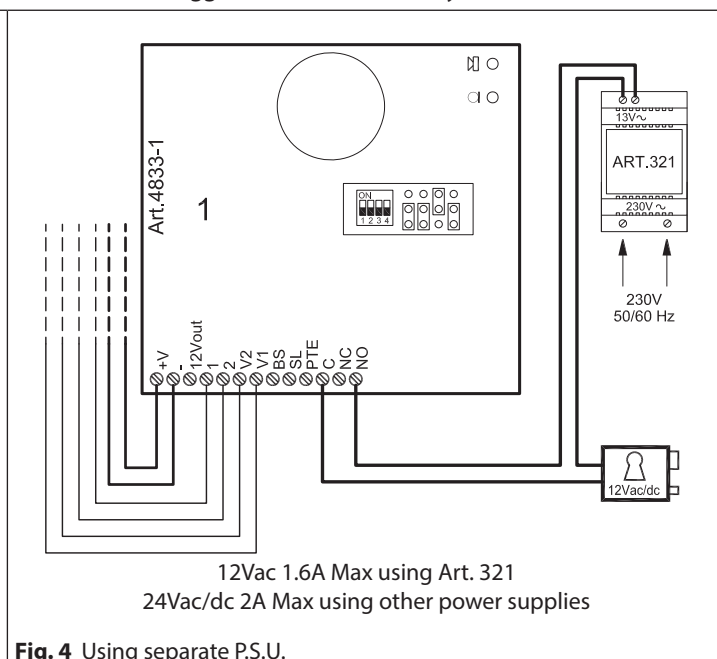 Art.4833-1
1
ON
1 2 3 4
+V
-
12Vout
1
2
V2
V1
BS
SL
PTE
C
NC
NO
13V~
ART.321
230V ~
230V
50/60 Hz
12Vac/dc
12Vac 1.6A Max using Art. 321
24Vac/dc 2A Max using other power supplies
Fig. 4 Using separate P.S.U.